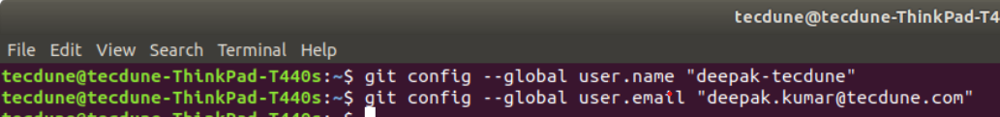 tecdune@tecdune-ThinkPad-T4
File Edit View Search Terminal Help
tecdune@tecdune-ThinkPad-T440s:~$ git config --global user.name "deepak-tecdune"
tecdune@tecdune-ThinkPad-T440s:~$ git config --global user.email "deepak.kumar@tecdune.com"
tecdune@tecdune-ThinkPad-T440s:~$